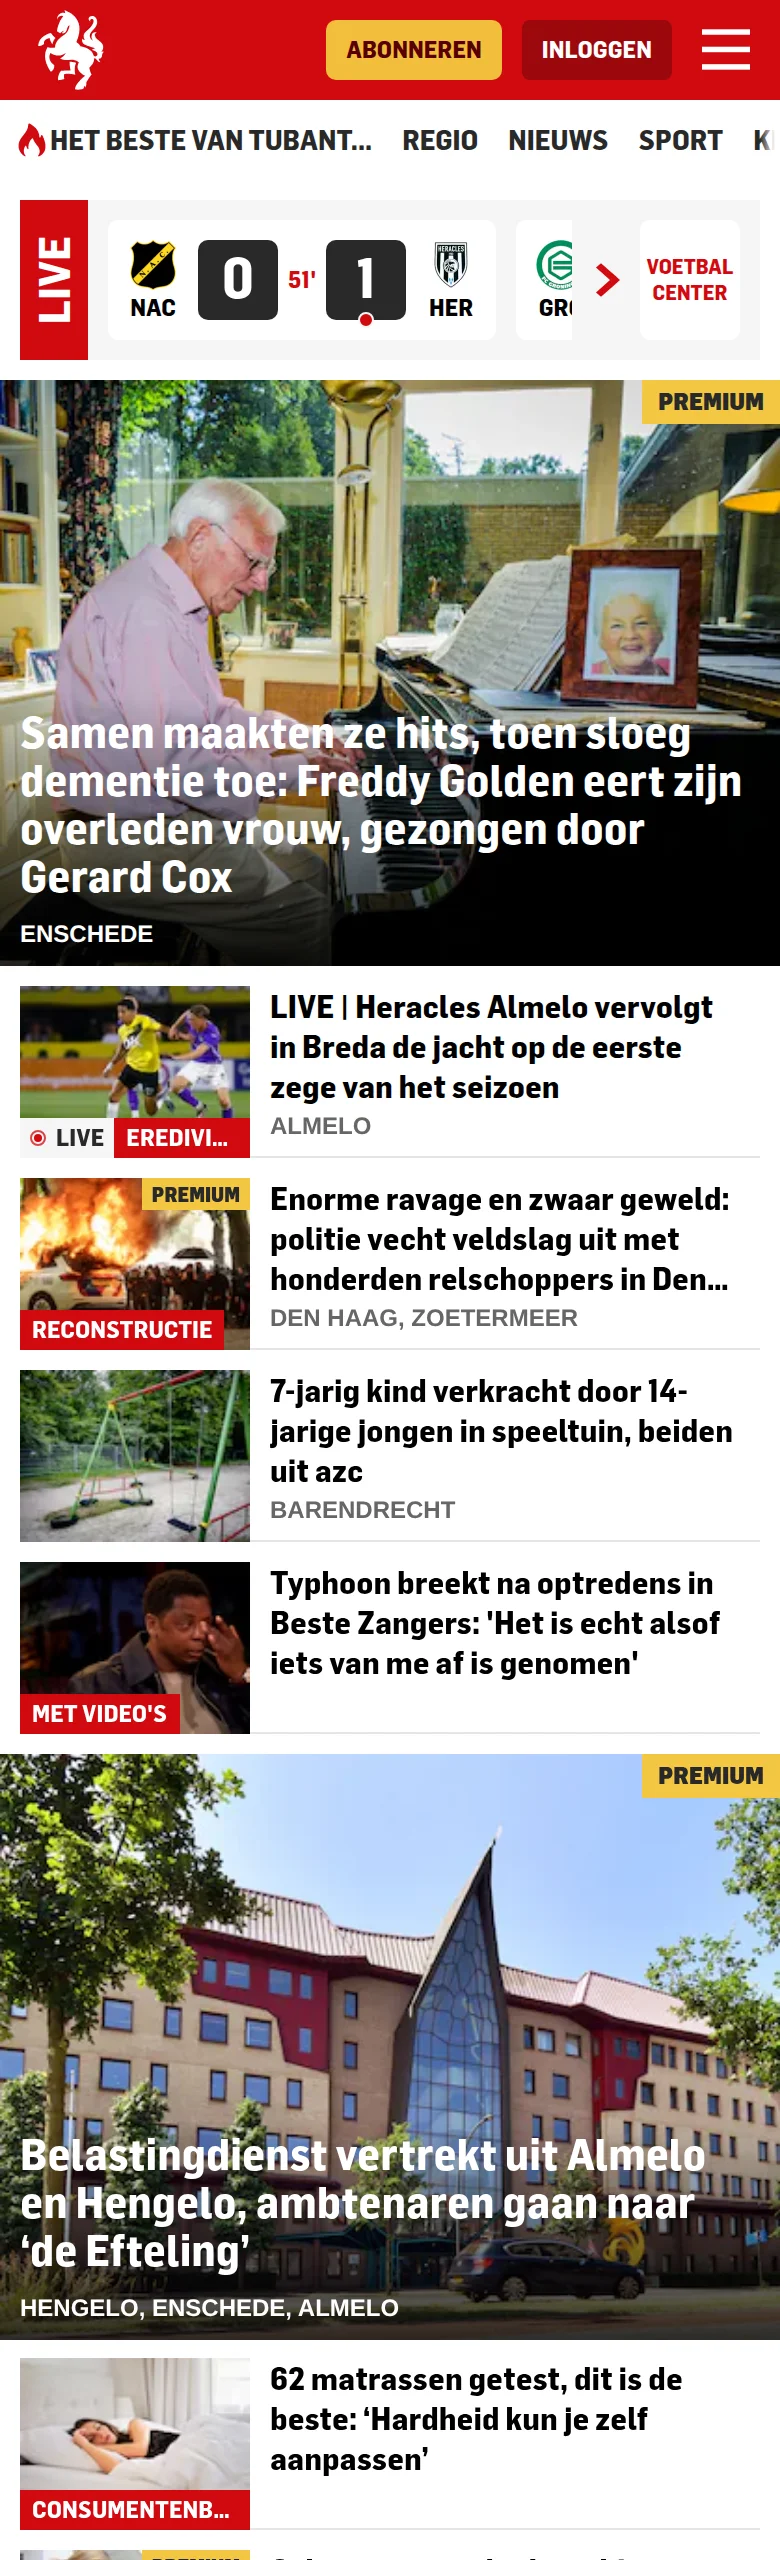 ABONNEREN
INLOGGEN
HET BESTE VAN TUBANT...
REGIO
NIEUWS
SPORT
LIVE
NAC
0
51'
1
HERACLES
HER
VOETBAL
CENTER
PREMIUM
Samen maakten ze hits, toen sloeg
dementie toe: Freddy Golden eert zijn
overleden vrouw, gezongen door
Gerard Cox
ENSCHEDE
LIVE | Heracles Almelo vervolgt
in Breda de jacht op de eerste
zege van het seizoen
ALMELO
LIVE
EREDIVI...
PREMIUM
RECONSTRUCTIE
Enorme ravage en zwaar geweld:
politie vecht veldslag uit met
honderden relschoppers in Den...
DEN HAAG, ZOETERMEER
7-jarig kind verkracht door 14-
jarige jongen in speeltuin, beiden
uit azc
BARENDRECHT
MET VIDEO'S
Typhoon breekt na optredens in
Beste Zangers: 'Het is echt alsof
iets van me af is genomen'
PREMIUM
Belastingdienst vertrekt uit Almelo
en Hengelo, ambtenaren gaan naar
‘de Efteling’
HENGELO, ENSCHEDE, ALMELO
CONSUMENTENB...
62 matrassen getest, dit is de
beste: ‘Hardheid kun je zelf
aanpassen’